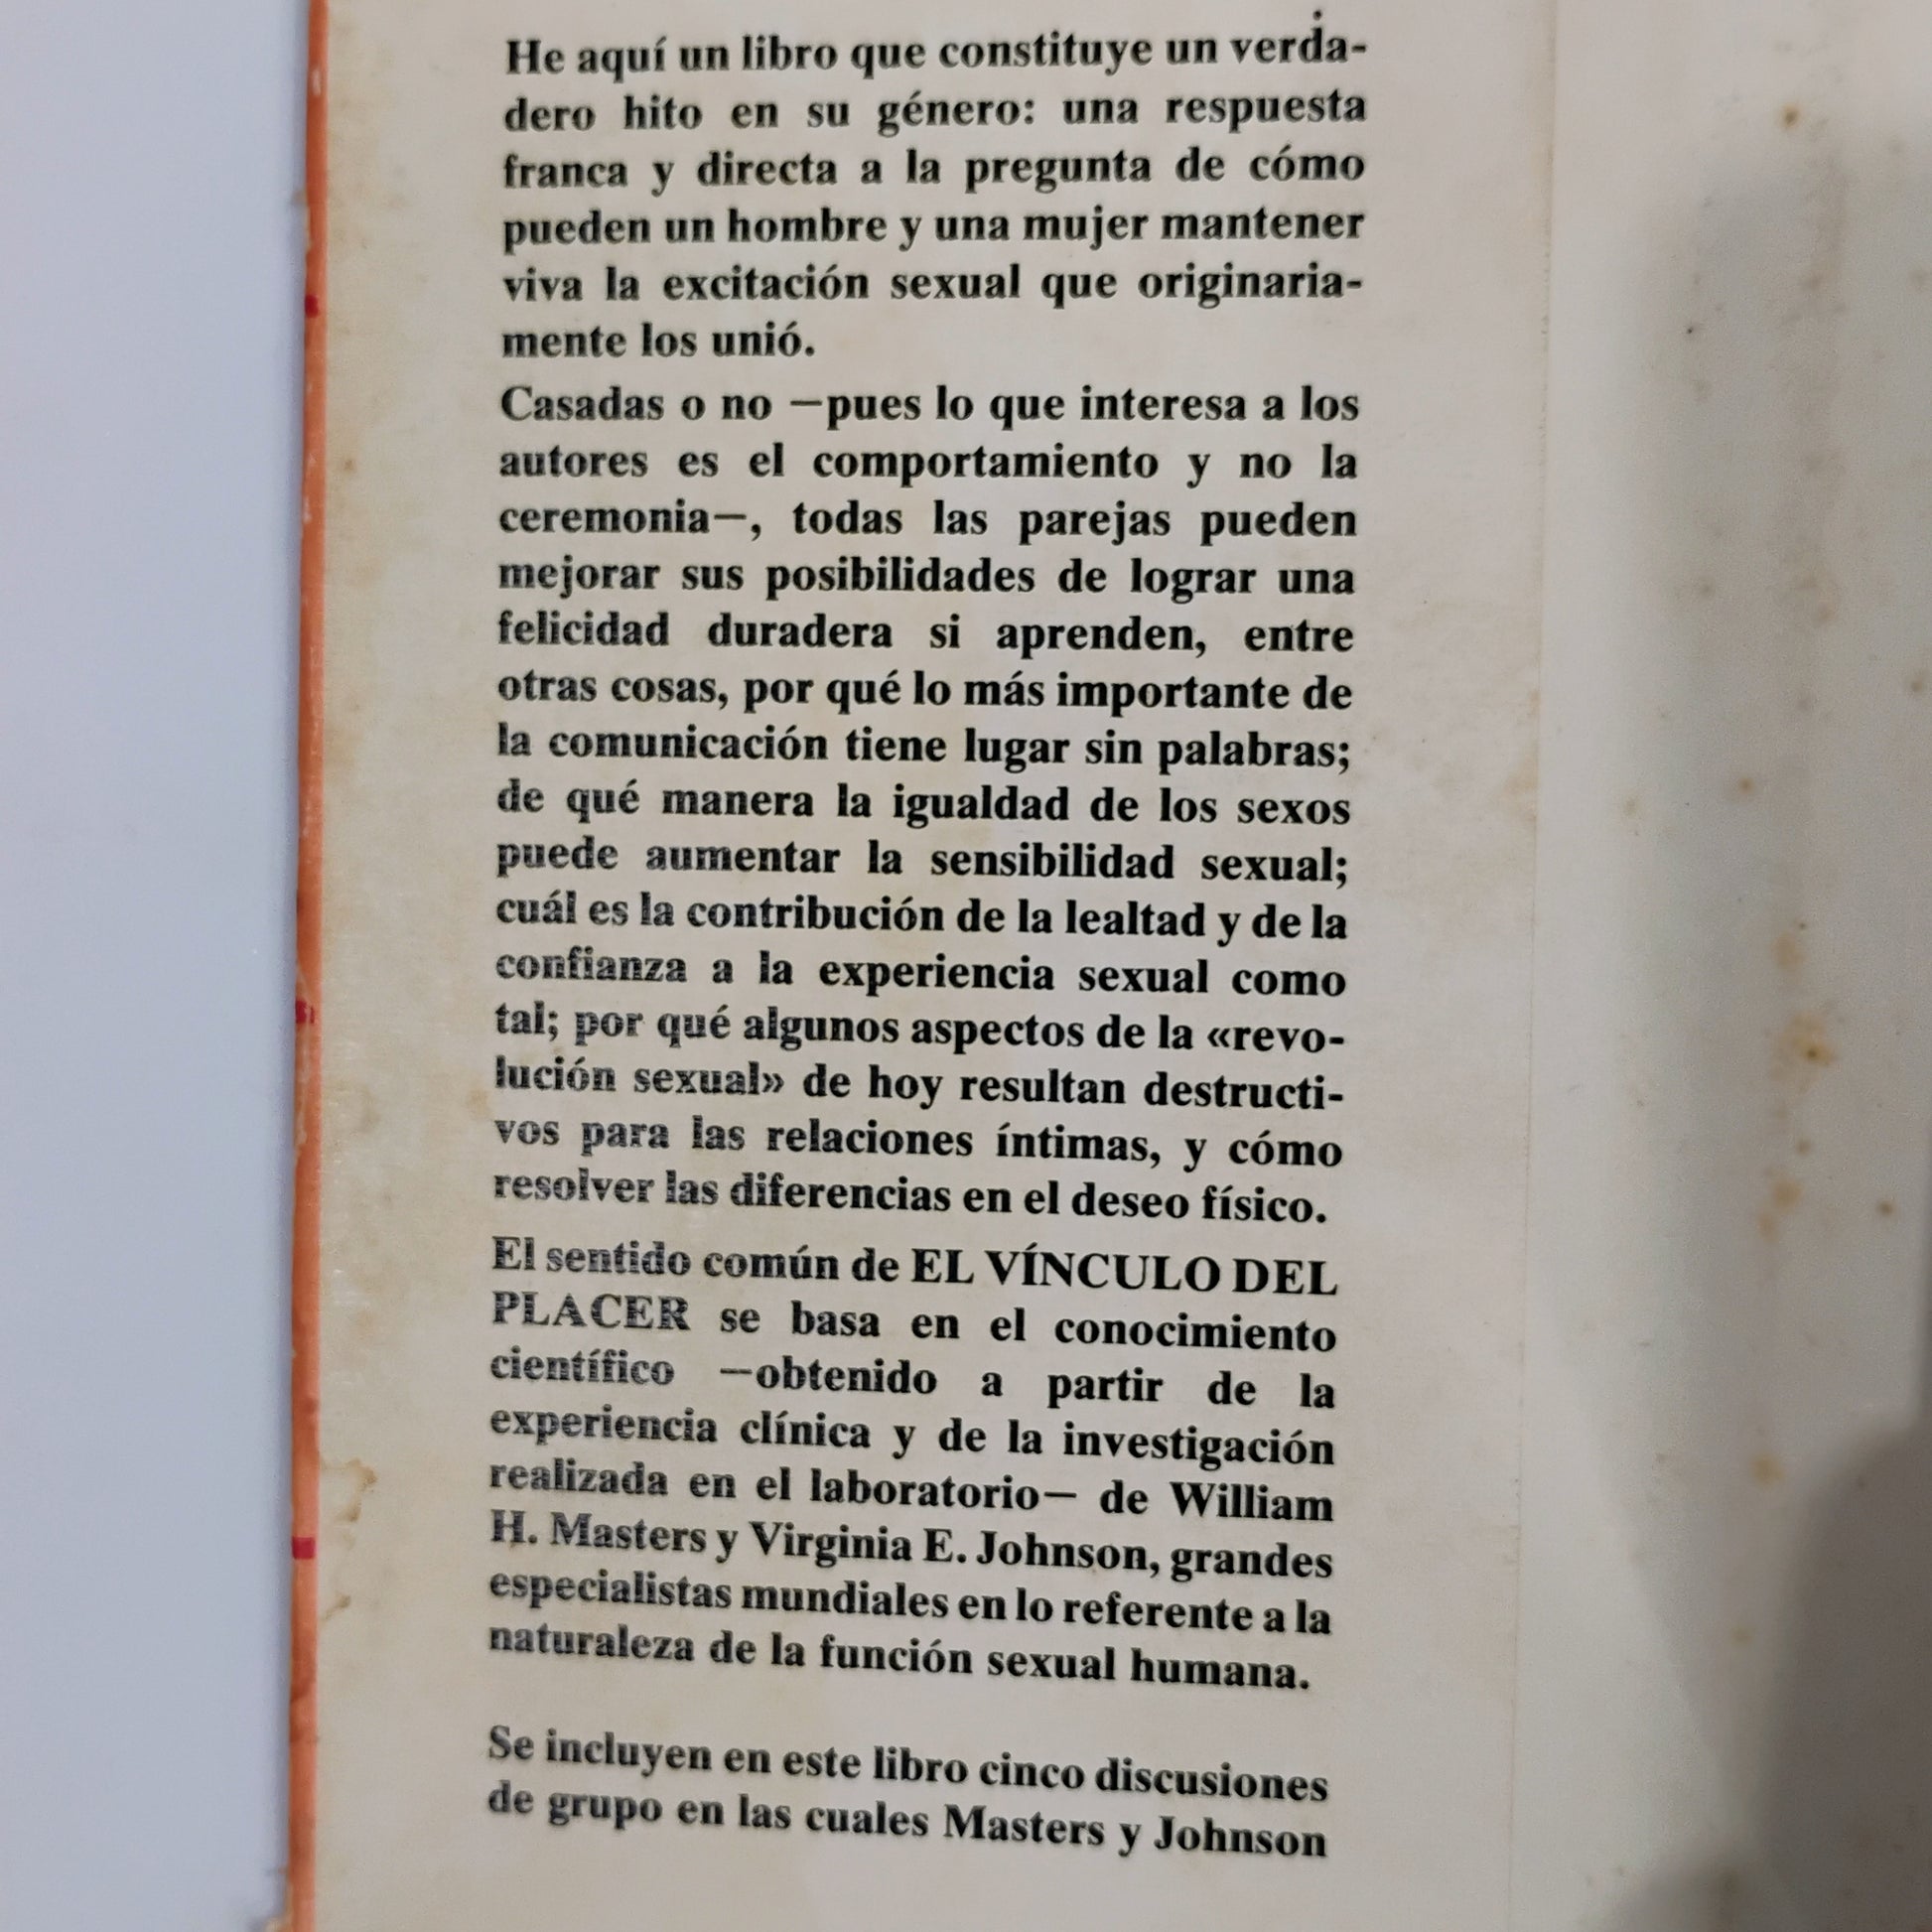 He aquí un libro que constituye un verda-
dero hito en su género: una respuesta
franca y directa a la pregunta de cómo
pueden un hombre y una mujer mantener
viva la excitación sexual que originaria-
mente los unió.
Casadas o no —pues lo que interesa a los
autores es el comportamiento y no la
ceremonia—, todas las parejas pueden
mejorar sus posibilidades de lograr una
felicidad duradera si aprenden, entre
otras cosas, por qué lo más importante de
la comunicación tiene lugar sin palabras;
de qué manera la igualdad de los sexos
puede aumentar la sensibilidad sexual;
cuál es la contribución de la lealtad y de la
confianza a la experiencia sexual como
tal; por qué algunos aspectos de la «revo-
lución sexual» de hoy resultan destructi-
vos para las relaciones íntimas, y cómo
resolver las diferencias en el deseo físico.
El sentido común de EL VÍNCULO DEL
PLACER se basa en el conocimiento
científico —obtenido a partir de la
experiencia clínica y de la investigación
realizada en el laboratorio— de William
H. Masters y Virginia E. Johnson, grandes
especialistas mundiales en lo referente a la
naturaleza de la función sexual humana.
Se incluyen en este libro cinco discusiones
de grupo en las cuales Masters y Johnson